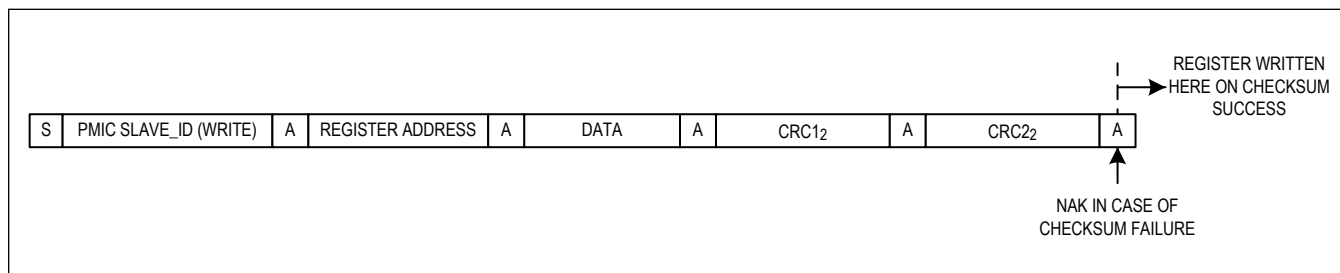 REGISTER WRITTEN
HERE ON CHECKSUM
SUCCESS
S PMIC SLAVE_ID (WRITE) A REGISTER ADDRESS A DATA A CRC1₂ A CRC2₂ A
NAK IN CASE OF
CHECKSUM FAILURE